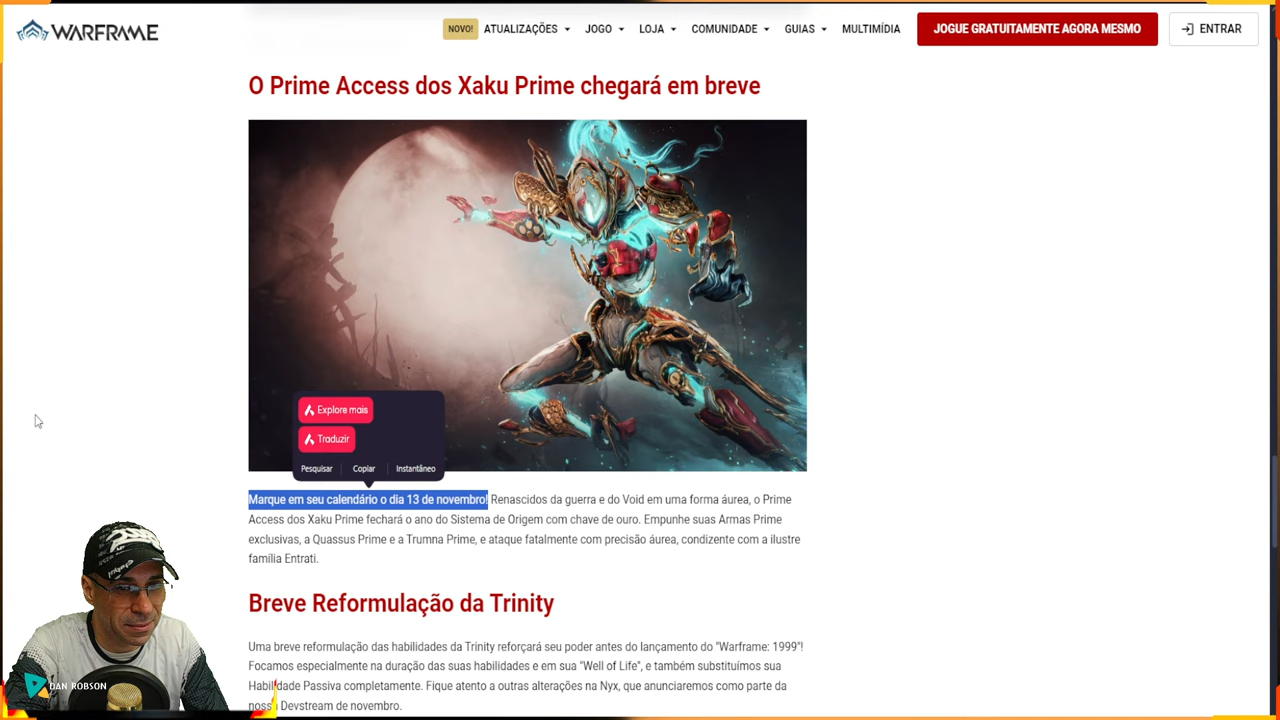 WARFRAME
NOVO! ATUALIZAÇÕES JOGO LOJA COMUNIDADE GUIAS MULTIMÍDIA JOGUE GRATUITAMENTE AGORA MESMO ENTRAR
O Prime Access dos Xaku Prime chegará em breve
Explore mais
Traduzir
Pesquisar Copiar Instantâneo
Marque em seu calendário o dia 13 de novembro! Renascidos da guerra e do Void em uma forma áurea, o Prime
Access dos Xaku Prime fechará o ano do Sistema de Origem com chave de ouro. Empunhe suas Armas Prime
exclusivas, a Quassus Prime e a Trumna Prime, e ataque fatalmente com precisão áurea, condizente com a ilustre
família Entrati.
Breve Reformulação da Trinity
Uma breve reformulação das habilidades da Trinity reforçará seu poder antes do lançamento do "Warframe: 1999"!
Focamos especialmente na duração das suas habilidades e em sua "Well of Life", e também substituímos sua
Habilidade Passiva completamente. Fique atento a outras alterações na Nyx, que anunciaremos como parte da
nossa Devstream de novembro.
DAN ROBSON